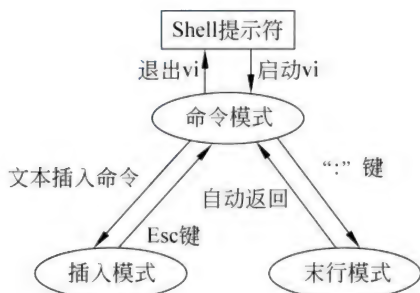 Shell提示符
退出vi
启动vi
命令模式
文本插入命令
“:”键
自动返回
Esc键
插入模式
末行模式